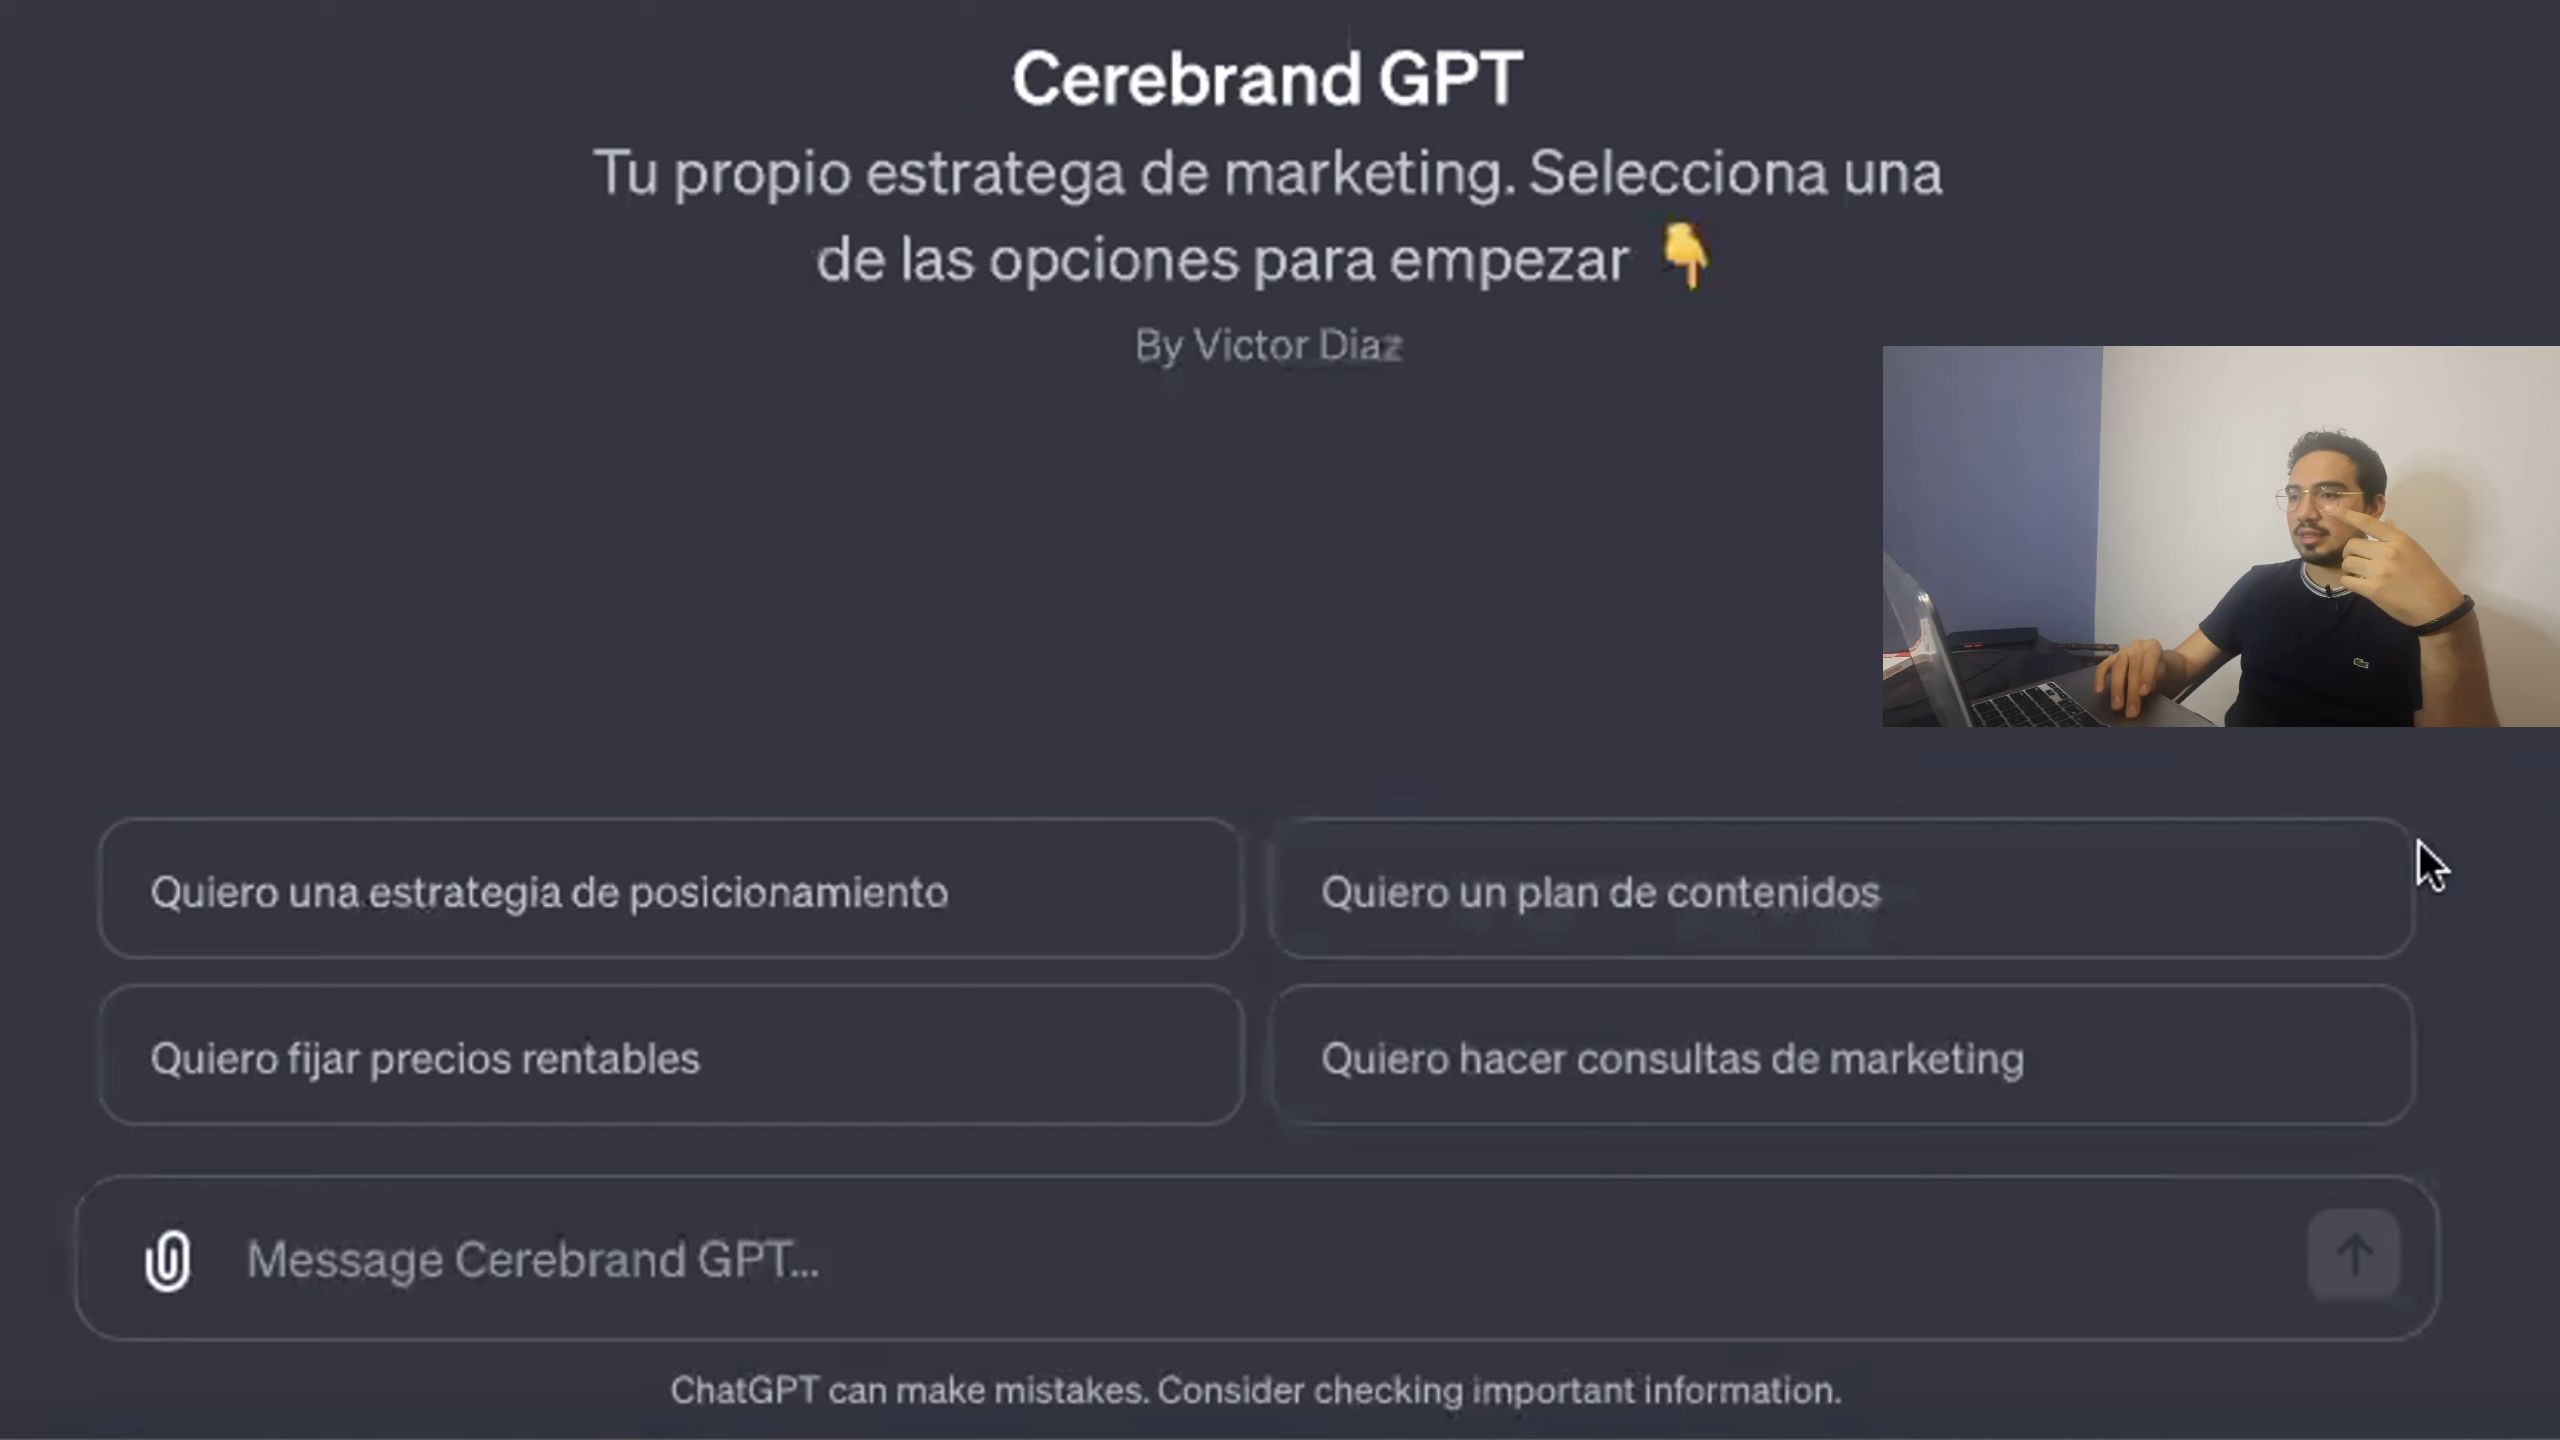 Cerebrand GPT
Tu propio estratega de marketing. Selecciona una
de las opciones para empezar 👇
By Victor Diaz
Quiero una estrategia de posicionamiento
Quiero un plan de contenidos
Quiero fijar precios rentables
Quiero hacer consultas de marketing
Message Cerebrand GPT...
ChatGPT can make mistakes. Consider checking important information.